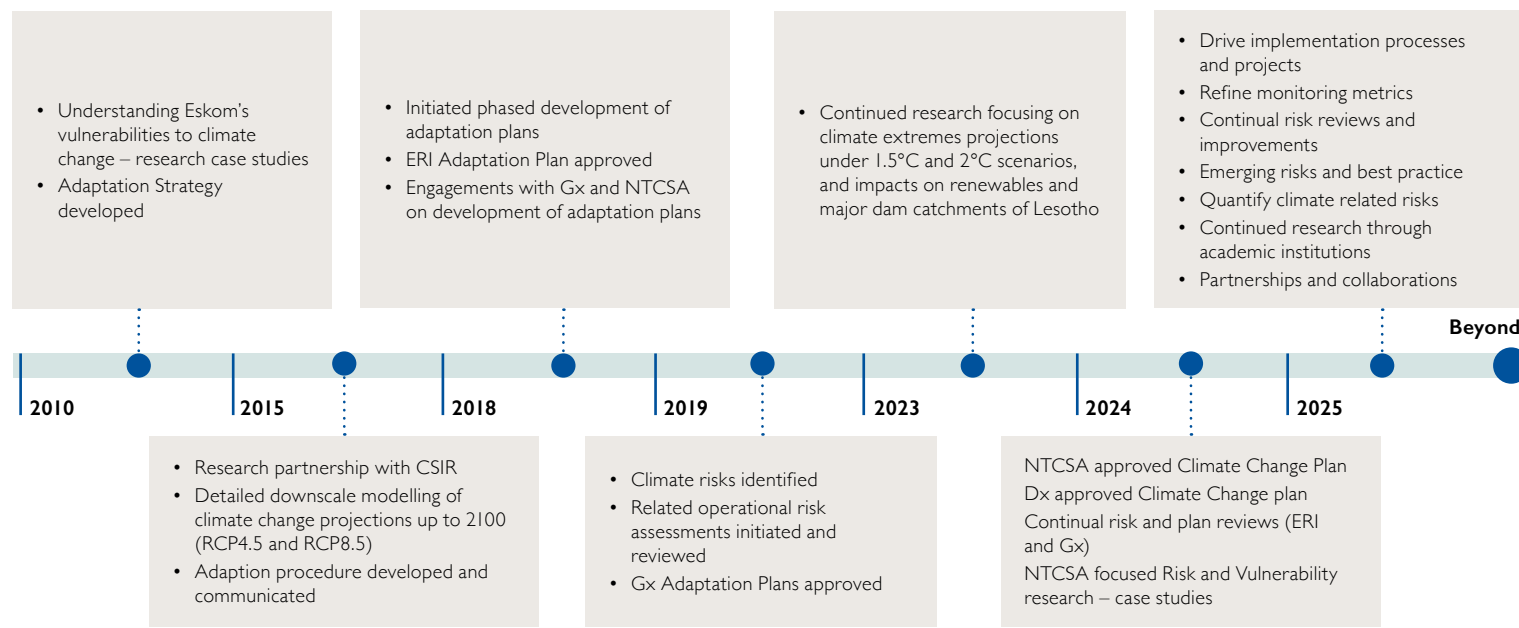 • Understanding Eskom's
vulnerabilities to climate
change – research case studies
• Adaptation Strategy
developed
• Initiated phased development of
adaptation plans
• ERI Adaptation Plan approved
• Engagements with Gx and NTCSA
on development of adaptation plans
• Continued research focusing on
climate extremes projections
under 1.5°C and 2°C scenarios,
and impacts on renewables and
major dam catchments of Lesotho
• Drive implementation processes
and projects
• Refine monitoring metrics
• Continual risk reviews and
improvements
• Emerging risks and best practice
• Quantify climate related risks
• Continued research through
academic institutions
• Partnerships and collaborations
Beyond
2010
2015
2018
2019
2023
2024
2025
• Research partnership with CSIR
• Detailed downscale modelling of
climate change projections up to 2100
(RCP4.5 and RCP8.5)
• Adaption procedure developed and
communicated
• Climate risks identified
• Related operational risk
assessments initiated and
reviewed
• Gx Adaptation Plans approved
NTCSA approved Climate Change Plan
Dx approved Climate Change plan
Continual risk and plan reviews (ERI
and Gx)
NTCSA focused Risk and Vulnerability
research – case studies